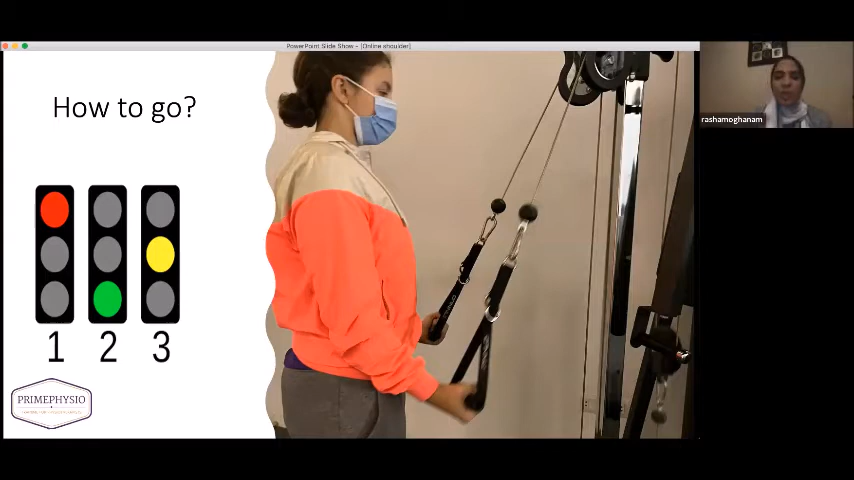 PowerPoint Slide Show - [Online shoulder]
How to go?
1 2 3
PRIMEPHYSIO
rashamoghanam